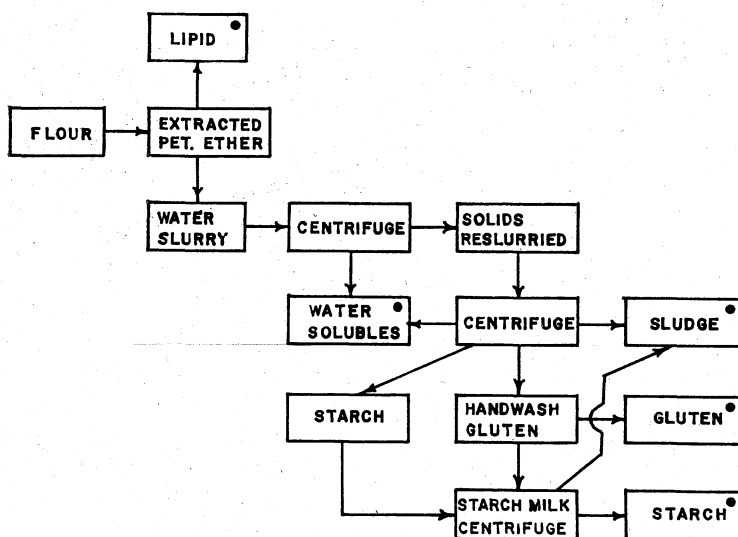 LIPID
FLOUR
EXTRACTED
PET. ETHER
WATER
SLURRY
CENTRIFUGE
SOLIDS
RESLURRIED
WATER
SOLUBLES
CENTRIFUGE
SLUDGE
STARCH
HANDWASH
GLUTEN
GLUTEN
STARCH MILK
CENTRIFUGE
STARCH